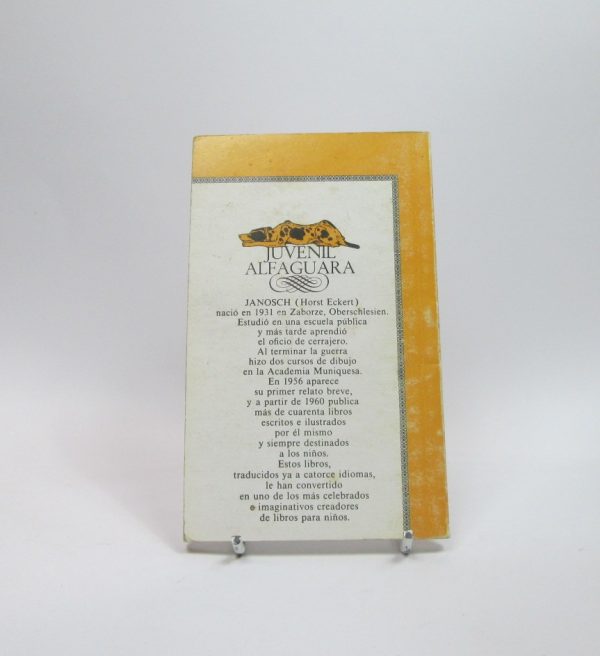 JUVENIL
ALFAGUARA
JANOSCH (Horst Eckert)
nació en 1931 en Zaborze, Oberschlesien.
Estudió en una escuela pública
y más tarde aprendió
el oficio de cerrajero.
Al terminar la guerra
hizo dos cursos de dibujo
en la Academia Muniquesa.
En 1956 aparece
su primer relato breve,
y a partir de 1960 publica
más de cuarenta libros
escritos e ilustrados
por él mismo
y siempre destinados
a los niños.
Estos libros,
traducidos ya a catorce idiomas,
le han convertido
en uno de los más celebrados
e imaginativos creadores
de libros para niños.